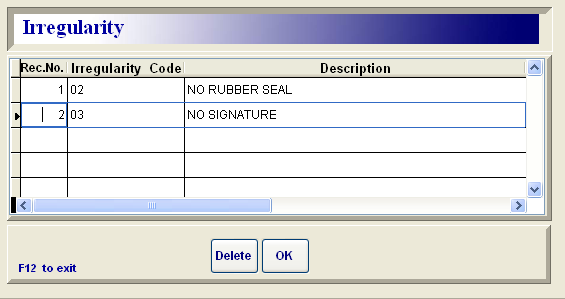 Irregularity
Rec.No. Irregularity Code Description
1 02 NO RUBBER SEAL
2 03 NO SIGNATURE
F12 to exit Delete OK